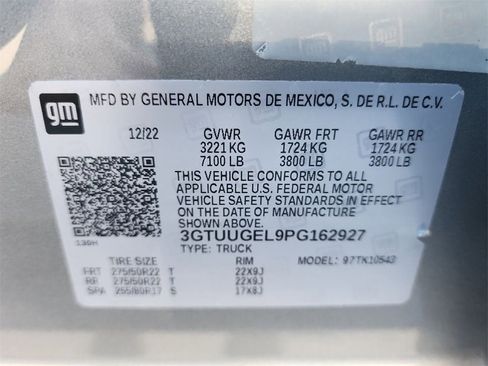 gm MFD BY GENERAL MOTORS DE MEXICO, S. DE R.L. DE C.V.
12/22 GVWR GAWR FRT GAWR RR
3221 KG 1724 KG 1724 KG
7100 LB 3800 LB 3800 LB
THIS VEHICLE CONFORMS TO ALL
APPLICABLE U.S. FEDERAL MOTOR
VEHICLE SAFETY STANDARDS IN EFFECT
ON THE DATE OF MANUFACTURE
SHOWN ABOVE.
3GTUUGEL9PG162927
TYPE: TRUCK
TIRE SIZE RIM MODEL:
FRT 275/50R22 T 22X9J
RR 275/50R22 T 22X9J
SPA 255/80R17 S 17X8J